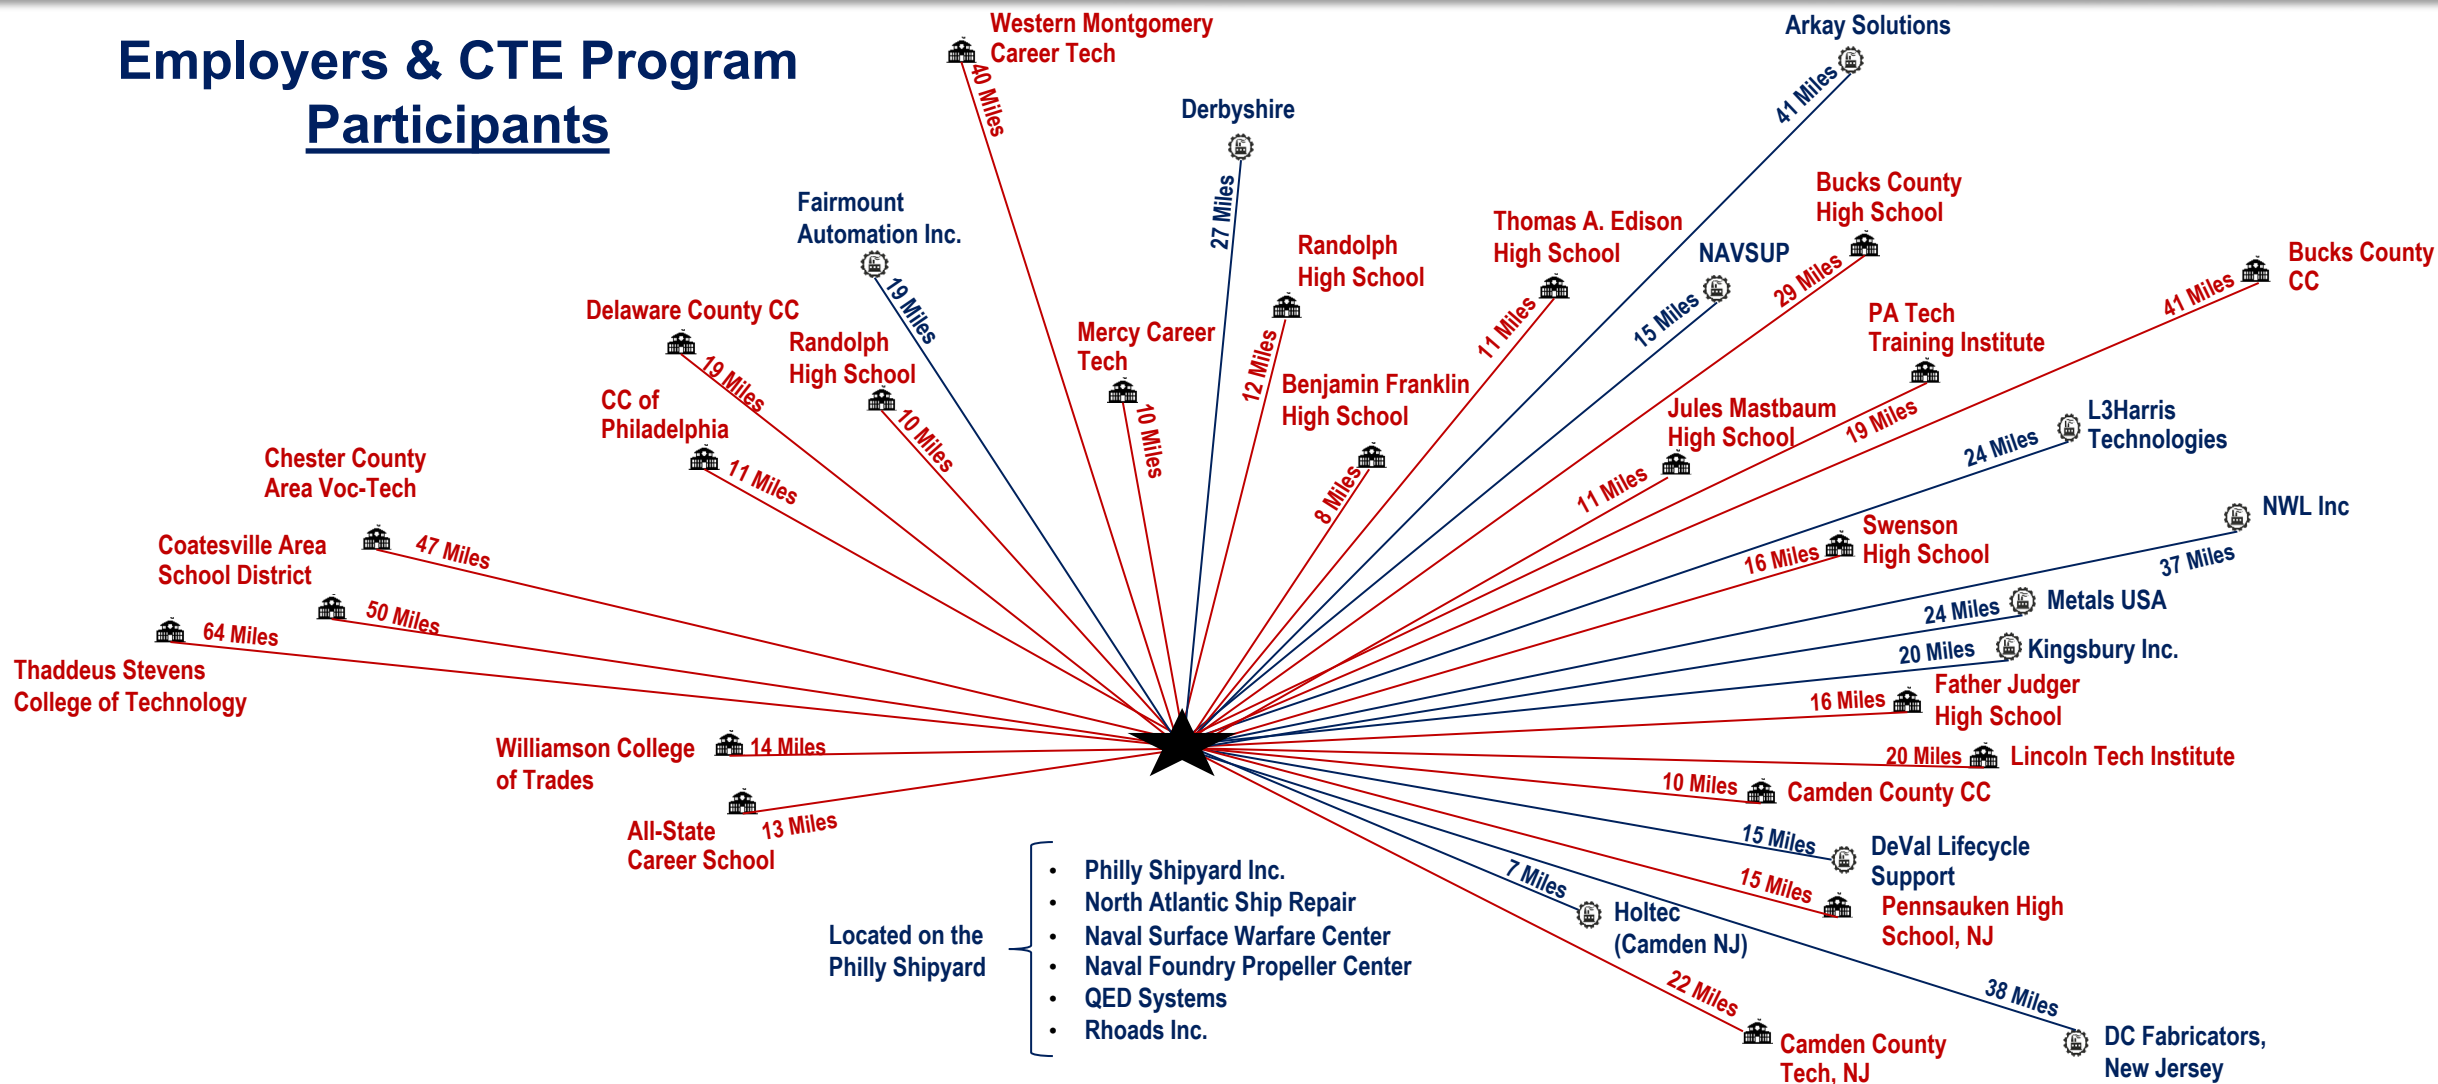 Employers & CTE Program
Participants
Western Montgomery
Career Tech
40 Miles
Arkay Solutions
41 Miles
Derbyshire
27 Miles
Fairmount
Automation Inc.
19 Miles
Bucks County
High School
29 Miles
Thomas A. Edison
High School
11 Miles
NAVSUP
15 Miles
Randolph
High School
12 Miles
Bucks County
CC
41 Miles
Delaware County CC
19 Miles
Randolph
High School
10 Miles
Mercy Career
Tech
10 Miles
PA Tech
Training Institute
19 Miles
Benjamin Franklin
High School
8 Miles
CC of
Philadelphia
11 Miles
Jules Mastbaum
High School
11 Miles
L3Harris
Technologies
24 Miles
Chester County
Area Voc-Tech
47 Miles
NWL Inc
37 Miles
Coatesville Area
School District
50 Miles
Swenson
High School
16 Miles
Metals USA
24 Miles
64 Miles
Thaddeus Stevens
College of Technology
Kingsbury Inc.
20 Miles
Father Judger
High School
16 Miles
Williamson College
of Trades
14 Miles
Lincoln Tech Institute
20 Miles
Camden County CC
10 Miles
All-State
Career School
13 Miles
DeVal Lifecycle
Support
15 Miles
Pennsauken High
School, NJ
15 Miles
Holtec
(Camden NJ)
7 Miles
Located on the
Philly Shipyard
• Philly Shipyard Inc.
• North Atlantic Ship Repair
• Naval Surface Warfare Center
• Naval Foundry Propeller Center
• QED Systems
• Rhoads Inc.
22 Miles
Camden County
Tech, NJ
38 Miles
DC Fabricators,
New Jersey